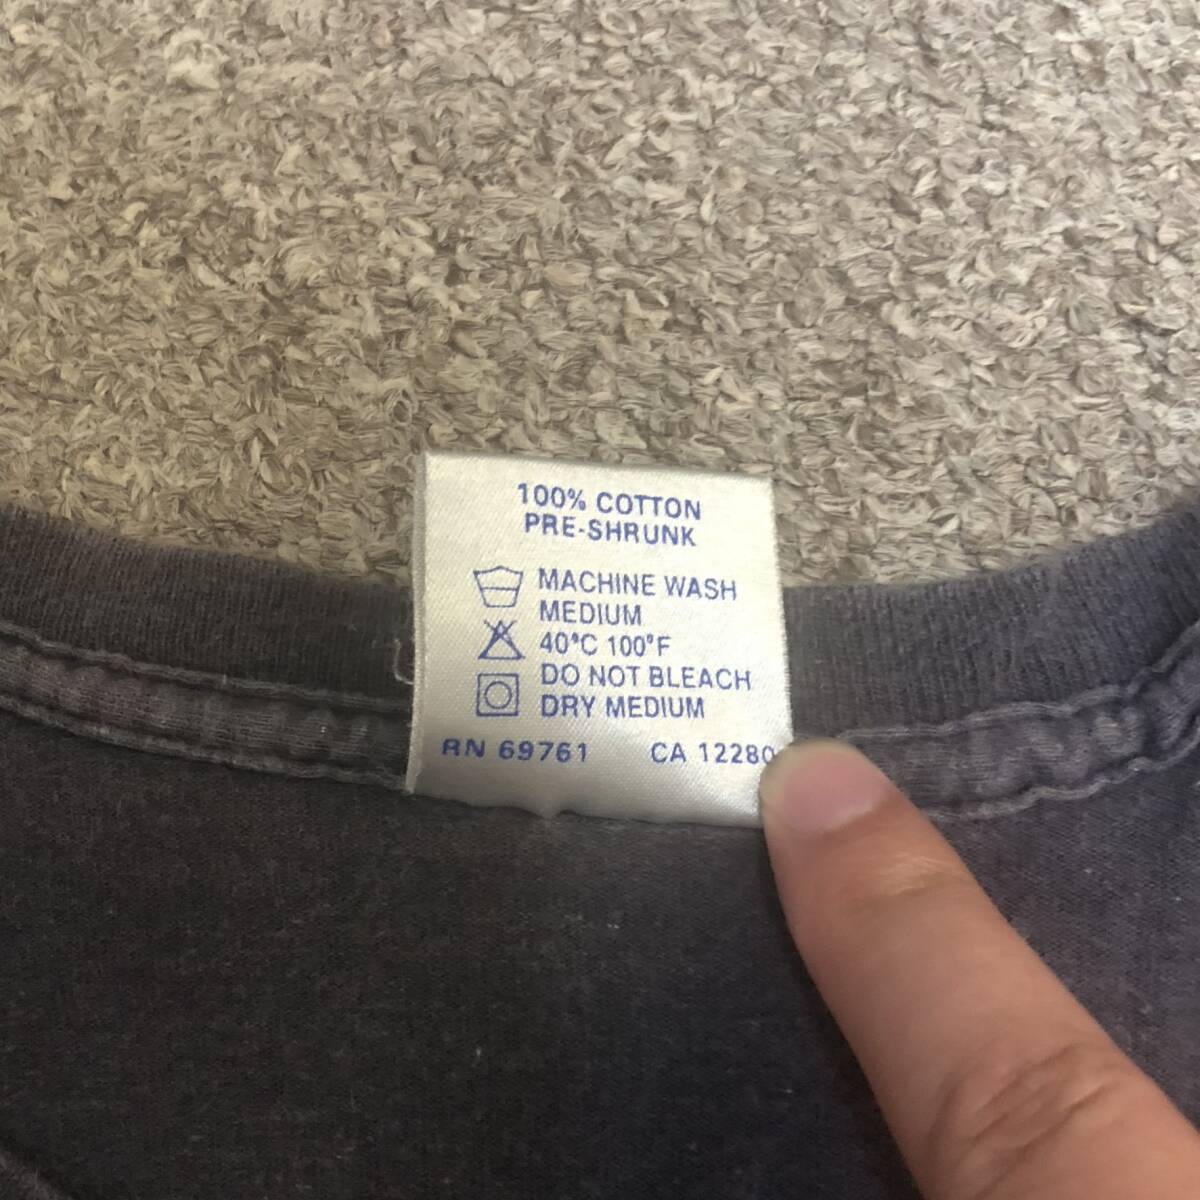 100% COTTON
PRE-SHRUNK
MACHINE WASH
MEDIUM
40°C 100°F
DO NOT BLEACH
DRY MEDIUM
RN 69761 CA 12280